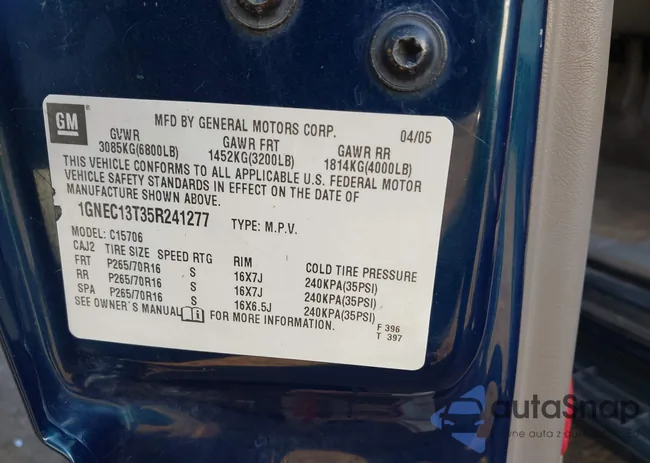 GM
MFD BY GENERAL MOTORS CORP. 04/05
GVWR GAWR FRT GAWR RR
3085KG(6800LB) 1452KG(3200LB) 1814KG(4000LB)
THIS VEHICLE CONFORMS TO ALL APPLICABLE U.S. FEDERAL MOTOR
VEHICLE SAFETY STANDARDS IN EFFECT ON THE DATE OF
MANUFACTURE SHOWN ABOVE.
1GNEC13T35R241277 TYPE: M.P.V.
MODEL: C15706
CAJ2 TIRE SIZE SPEED RTG RIM COLD TIRE PRESSURE
FRT P265/70R16 S 16X7J 240KPA(35PSI)
RR P265/70R16 S 16X7J 240KPA(35PSI)
SPA P265/70R16 S 16X6.5J 240KPA(35PSI)
SEE OWNER'S MANUAL FOR MORE INFORMATION.
F 396
T 397
autaSnap
auta z